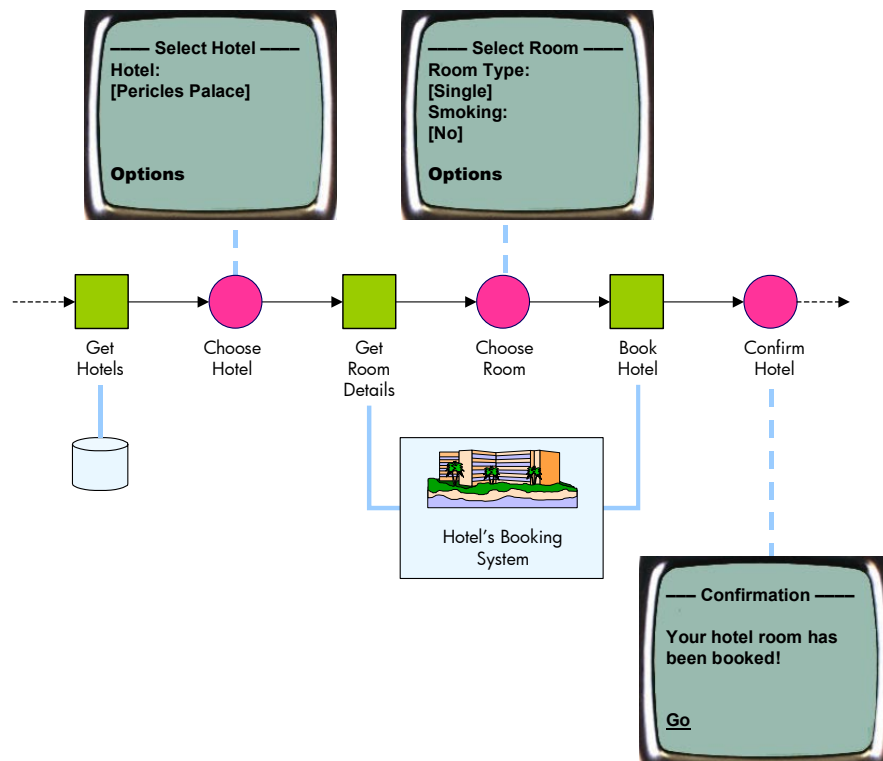 —— Select Hotel ——
Hotel:
[Pericles Palace]
Options
—— Select Room ——
Room Type:
[Single]
Smoking:
[No]
Options
Get
Hotels
Choose
Hotel
Get
Room
Details
Choose
Room
Book
Hotel
Confirm
Hotel
Hotel’s Booking
System
—– Confirmation ——
Your hotel room has
been booked!
Go